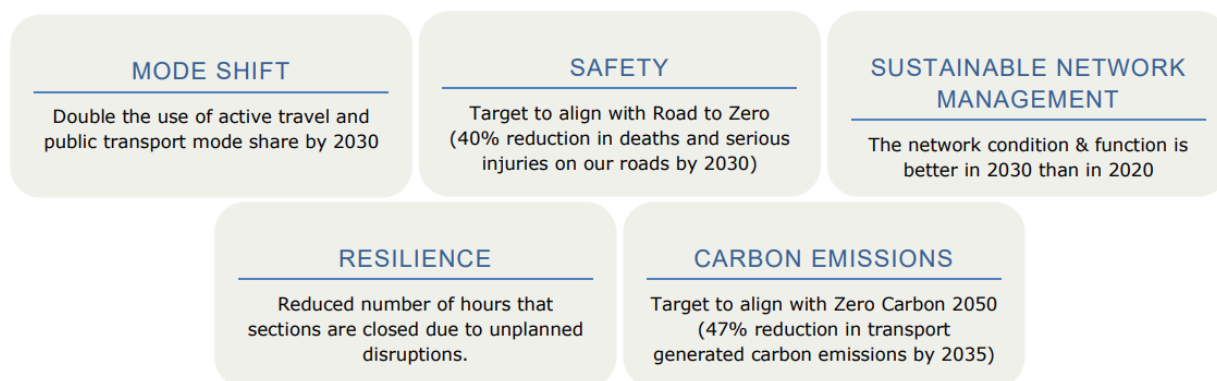 MODE SHIFT
Double the use of active travel and
public transport mode share by 2030
SAFETY
Target to align with Road to Zero
(40% reduction in deaths and serious
injuries on our roads by 2030)
SUSTAINABLE NETWORK
MANAGEMENT
The network condition & function is
better in 2030 than in 2020
RESILIENCE
Reduced number of hours that
sections are closed due to unplanned
disruptions.
CARBON EMISSIONS
Target to align with Zero Carbon 2050
(47% reduction in transport
generated carbon emissions by 2035)